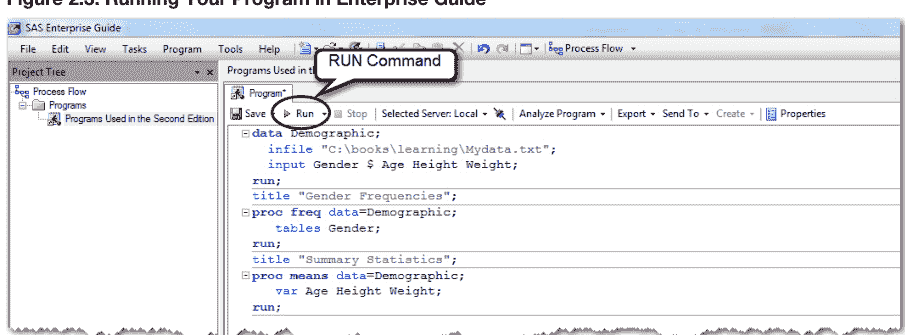 Figure 2.3: Running Your Program in Enterprise Guide
SAS Enterprise Guide
File Edit View Tasks Program Tools Help Process Flow
Project Tree
Programs Used in th
RUN Command
Process Flow
Programs
Programs Used in the Second Edition
Program*
Save Run Stop Selected Server: Local Analyze Program Export Send To Create Properties
data Demographic;
infile "C:\books\learning\Mydata.txt";
input Gender $ Age Height Weight;
run;
title "Gender Frequencies";
proc freq data=Demographic;
tables Gender;
run;
title "Summary Statistics";
proc means data=Demographic;
var Age Height Weight;
run;